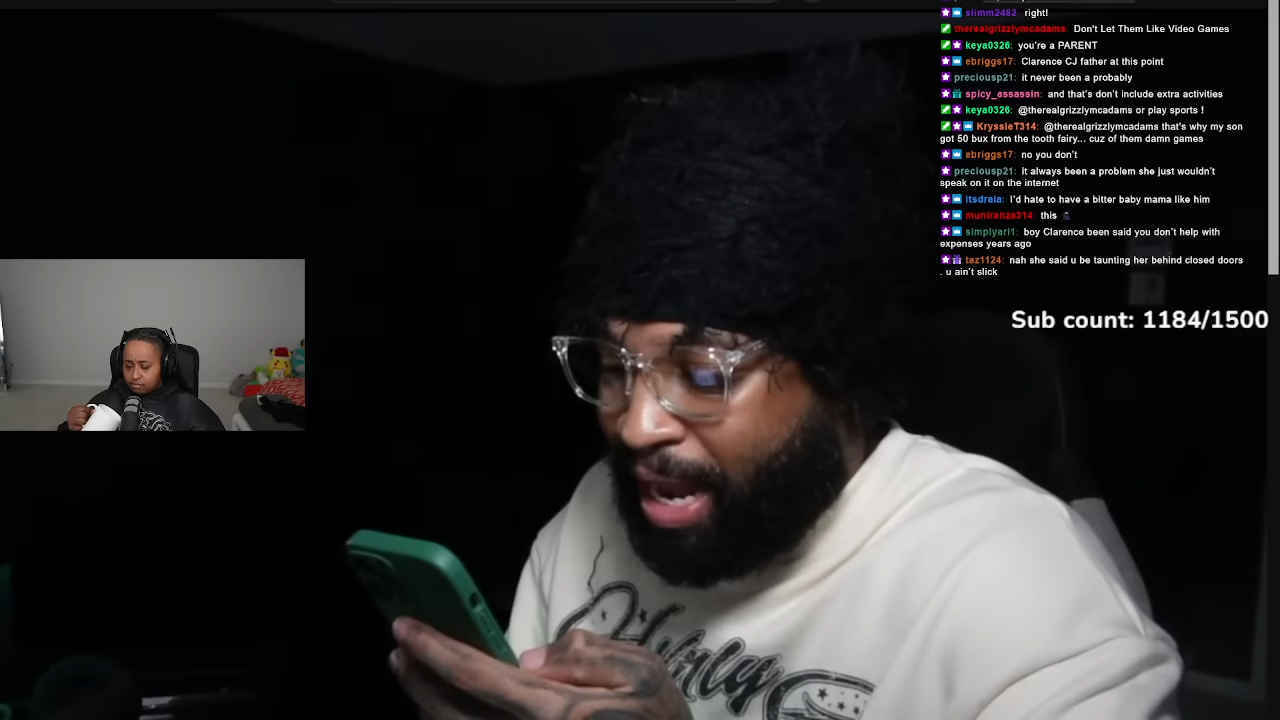 slimm2482: right!
therealgrizzlymcadams: Don't Let Them Like Video Games
keya0326: you're a PARENT
ebriggs17: Clarence CJ father at this point
preciousp21: it never been a probably
spicy_assassin: and that's don't include extra activities
keya0326: @therealgrizzlymcadams or play sports !
KryssieT314: @therealgrizzlymcadams that's why my son
got 50 bux from the tooth fairy... cuz of them damn games
ebriggs17: no you don't
preciousp21: it always been a problem she just wouldn't
speak on it on the internet
itsdraia: I'd hate to have a bitter baby mama like him
muniranza314: this
simplyari1: boy Clarence been said you don't help with
expenses years ago
taz1124: nah she said u be taunting her behind closed doors
. u ain't slick
Sub count: 1184/1500